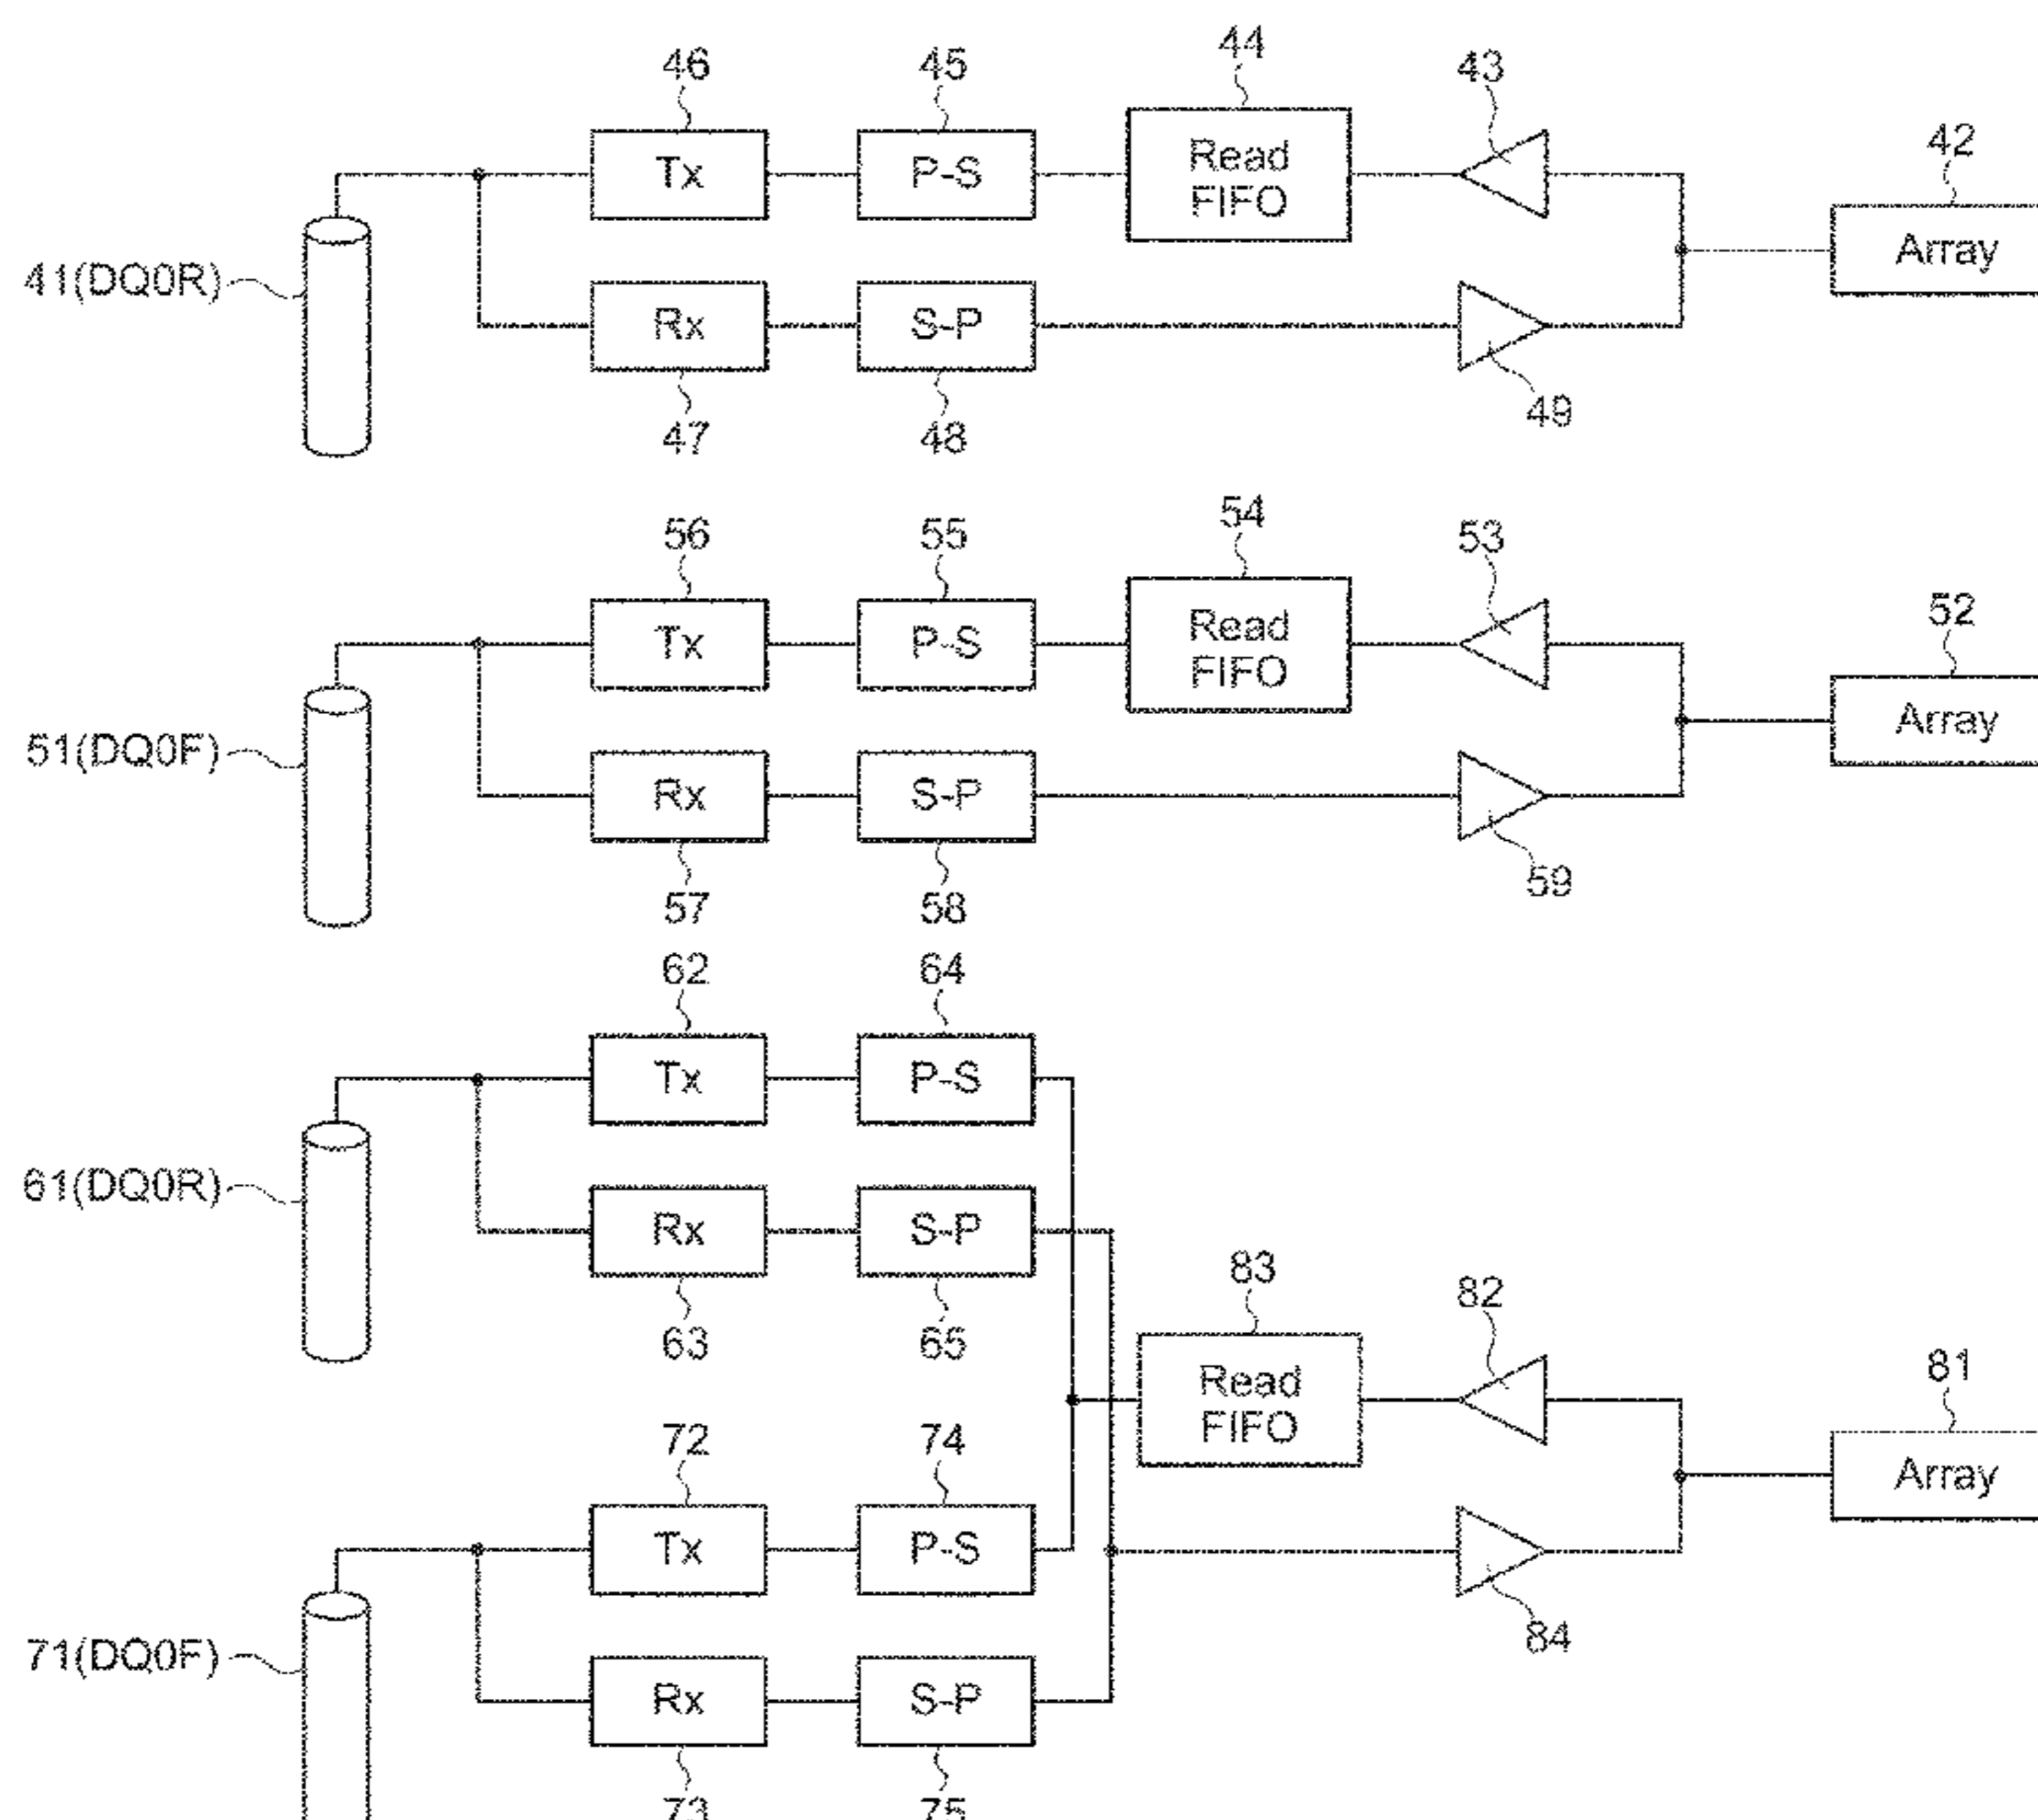 46 45 44 43
42
Tx P-S Read FIFO
Array
41(DQ0R)
Rx S-P
49
47 48
56 55 54 53
52
Tx P-S Read FIFO
Array
51(DQ0F)
Rx S-P
59
57 58
62 64
Tx P-S
61(DQ0R)
Rx S-P
83 82
63 65
81
Read FIFO
Array
72 74
Tx P-S
84
71(DQ0F)
Rx S-P
73 75